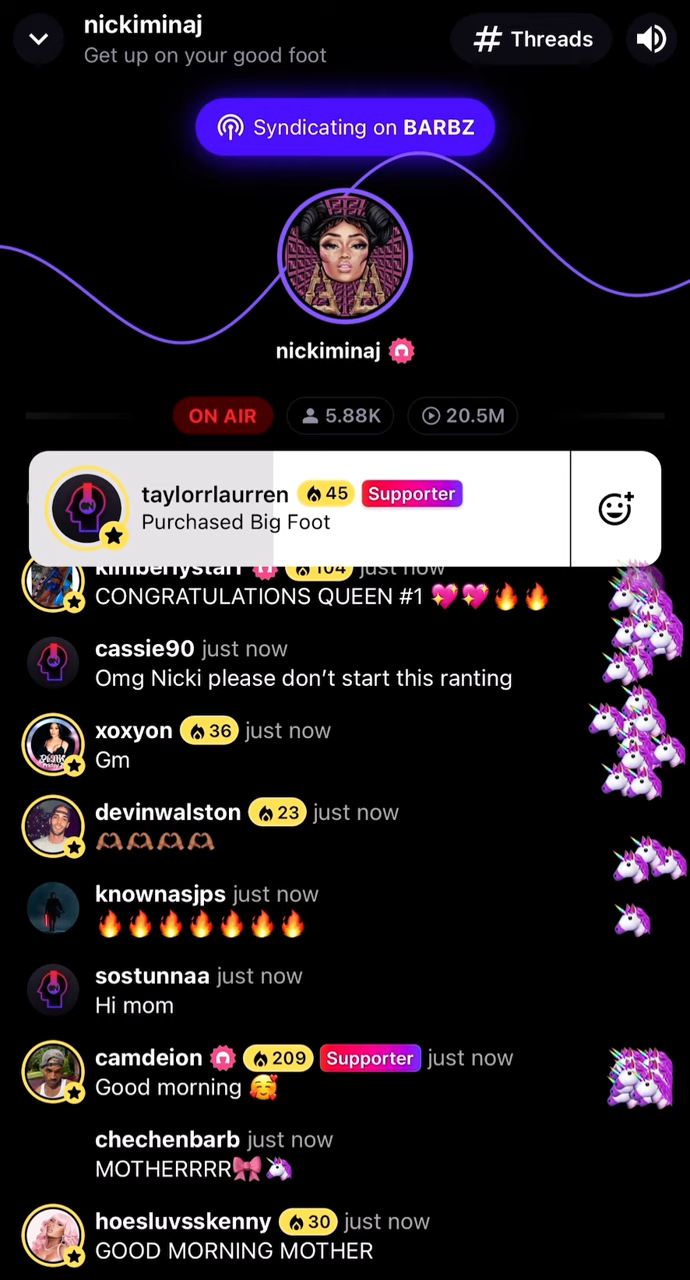 nickiminaj
Get up on your good foot
# Threads
Syndicating on BARBZ
nickiminaj
ON AIR
5.88K
20.5M
taylorrlaurren 45 Supporter
Purchased Big Foot
kimberlystarr 104 just now
CONGRATULATIONS QUEEN #1 💖💖🔥🔥
cassie90 just now
Omg Nicki please don’t start this ranting
xoxyon 36 just now
Gm
devinwalston 23 just now
🫶🏾🫶🏾🫶🏾🫶🏾
knownasjps just now
🔥🔥🔥🔥🔥🔥🔥
sostunnaa just now
Hi mom
camdeion 209 Supporter just now
Good morning 🥰
chechenbarb just now
MOTHERRRR🎀🦄
hoesluvsskenny 30 just now
GOOD MORNING MOTHER